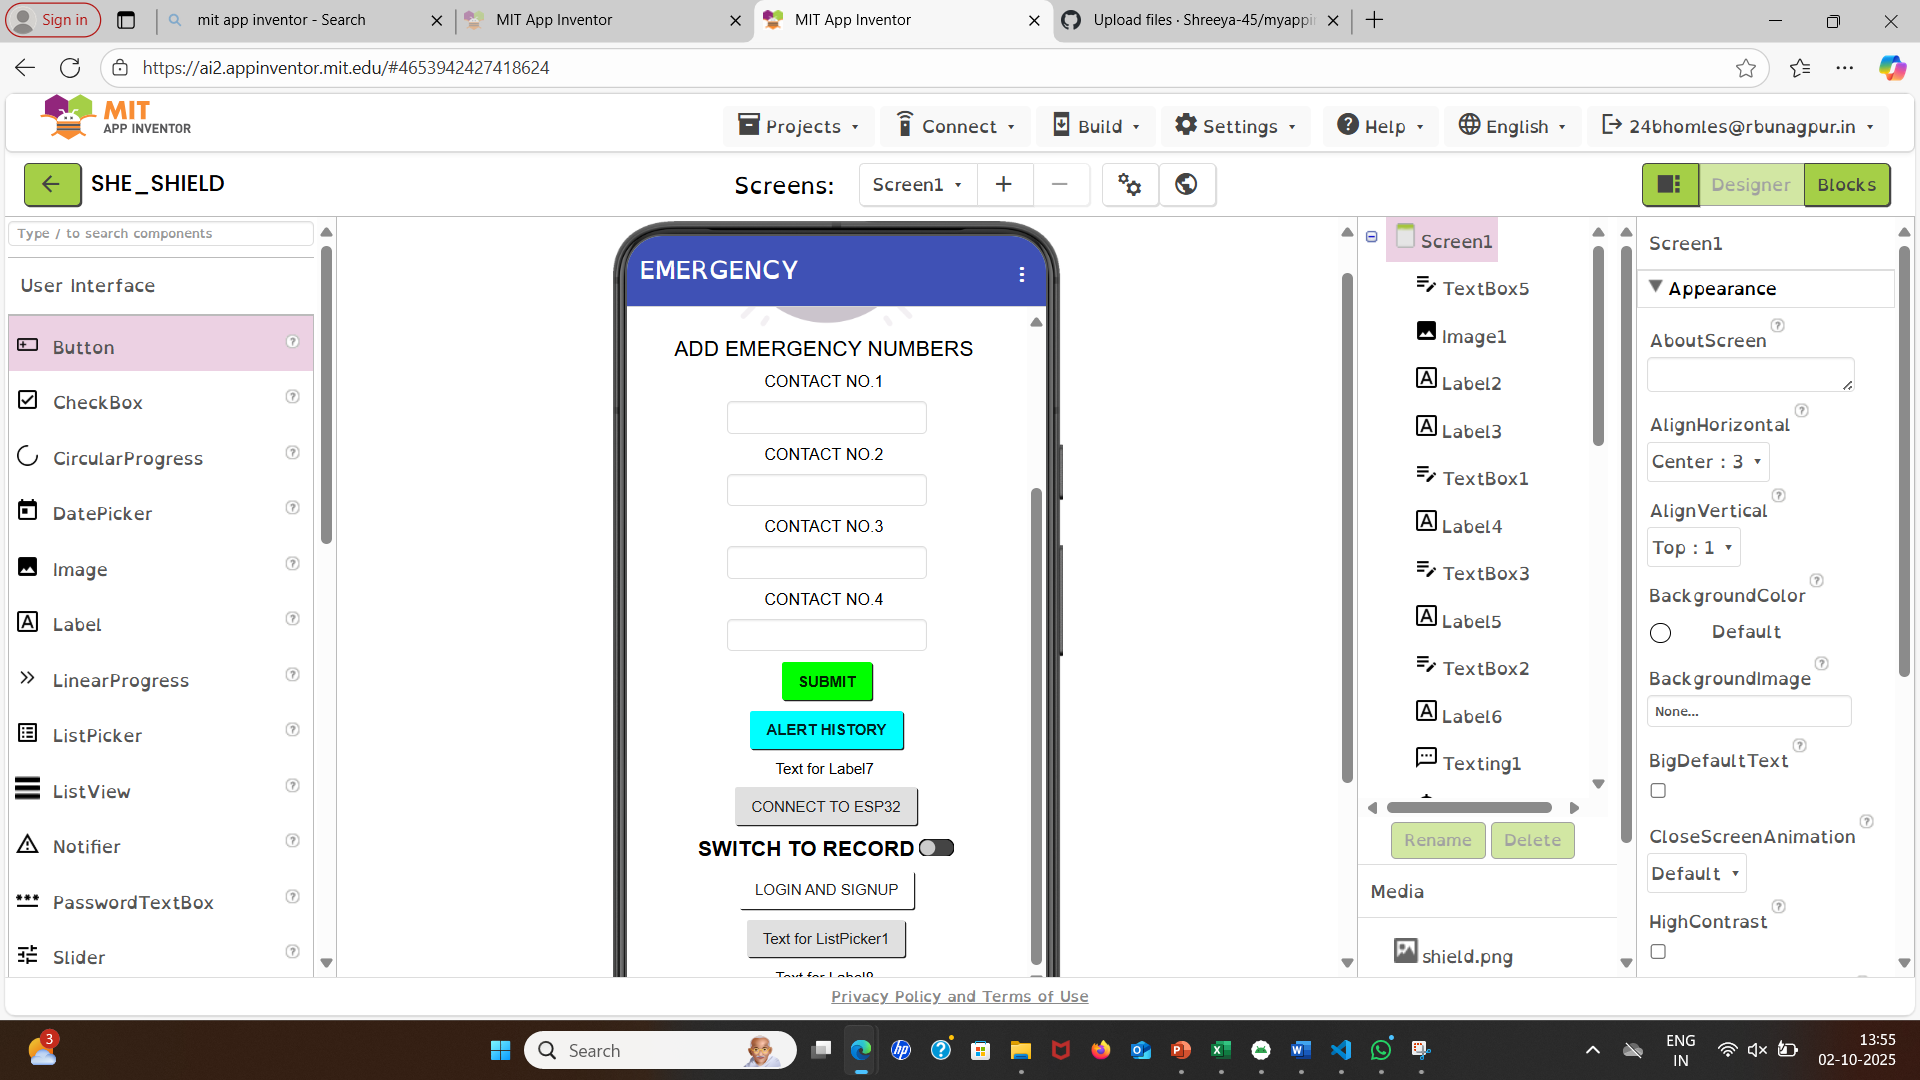 Sign in
mit app inventor - Search
MIT App Inventor
MIT App Inventor
Upload files · Shreeya-45/myappin
https://ai2.appinventor.mit.edu/#4653942427418624
MIT
APP INVENTOR
Projects
Connect
Build
Settings
Help
English
24bhomles@rbunagpur.in
SHE_SHIELD
Screens:
Screen1
Designer
Blocks
Type / to search components
User Interface
Button
CheckBox
CircularProgress
DatePicker
Image
Label
LinearProgress
ListPicker
ListView
Notifier
PasswordTextBox
Slider
EMERGENCY
ADD EMERGENCY NUMBERS
CONTACT NO.1
CONTACT NO.2
CONTACT NO.3
CONTACT NO.4
SUBMIT
ALERT HISTORY
Text for Label7
CONNECT TO ESP32
SWITCH TO RECORD
LOGIN AND SIGNUP
Text for ListPicker1
Text for Label8
Screen1
TextBox5
Image1
Label2
Label3
TextBox1
Label4
TextBox3
Label5
TextBox2
Label6
Texting1
Rename
Delete
Media
shield.png
Screen1
Appearance
AboutScreen
AlignHorizontal
Center : 3
AlignVertical
Top : 1
BackgroundColor
Default
BackgroundImage
None...
BigDefaultText
CloseScreenAnimation
Default
HighContrast
Privacy Policy and Terms of Use
3
Search
ENG
IN
13:55
02-10-2025